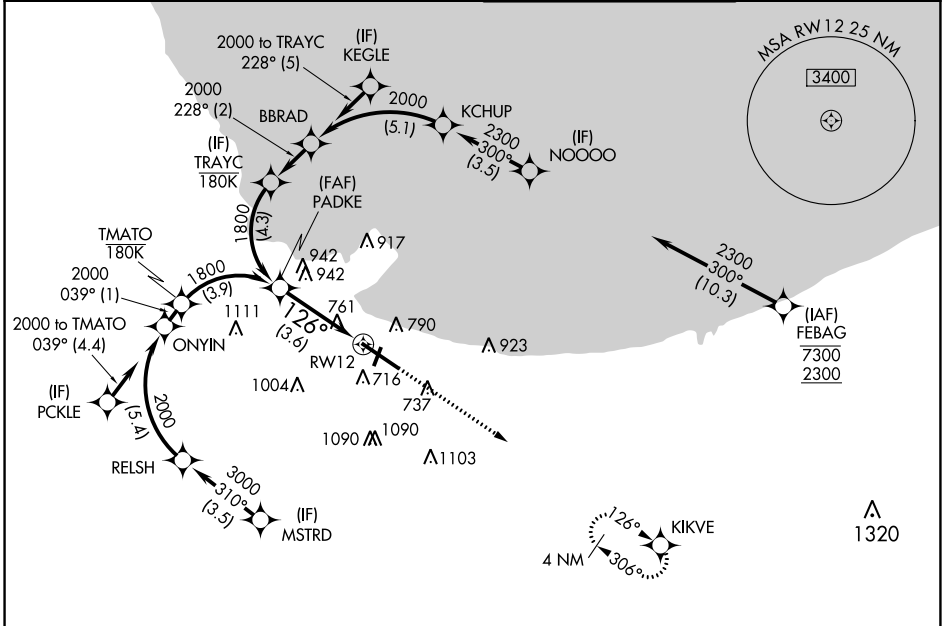 MSA RW12 25 NM
3400
(IF)
KEGLE
2000 to TRAYC
228° (5)
2000
228° (2)
BBRAD
2000
(5.1)
KCHUP
2300
300°
(3.5)
(IF)
NOOOO
(IF)
TRAYC
180K
(FAF)
PADKE
1800
(4.3)
942
942
917
TMATO
180K
2000
039° (1)
1800
(3.9)
2000 to TMATO
039° (4.4)
ONYIN
1111
126°
(3.6)
761
790
923
RW12
716
737
1004
2300
300°
(10.3)
(IAF)
FEBAG
7300
2300
(IF)
PCKLE
2000
(5.4)
1090
1090
1103
RELSH
3000
310°
(3.5)
(IF)
MSTRD
126°
KIKVE
4 NM
306°
1320